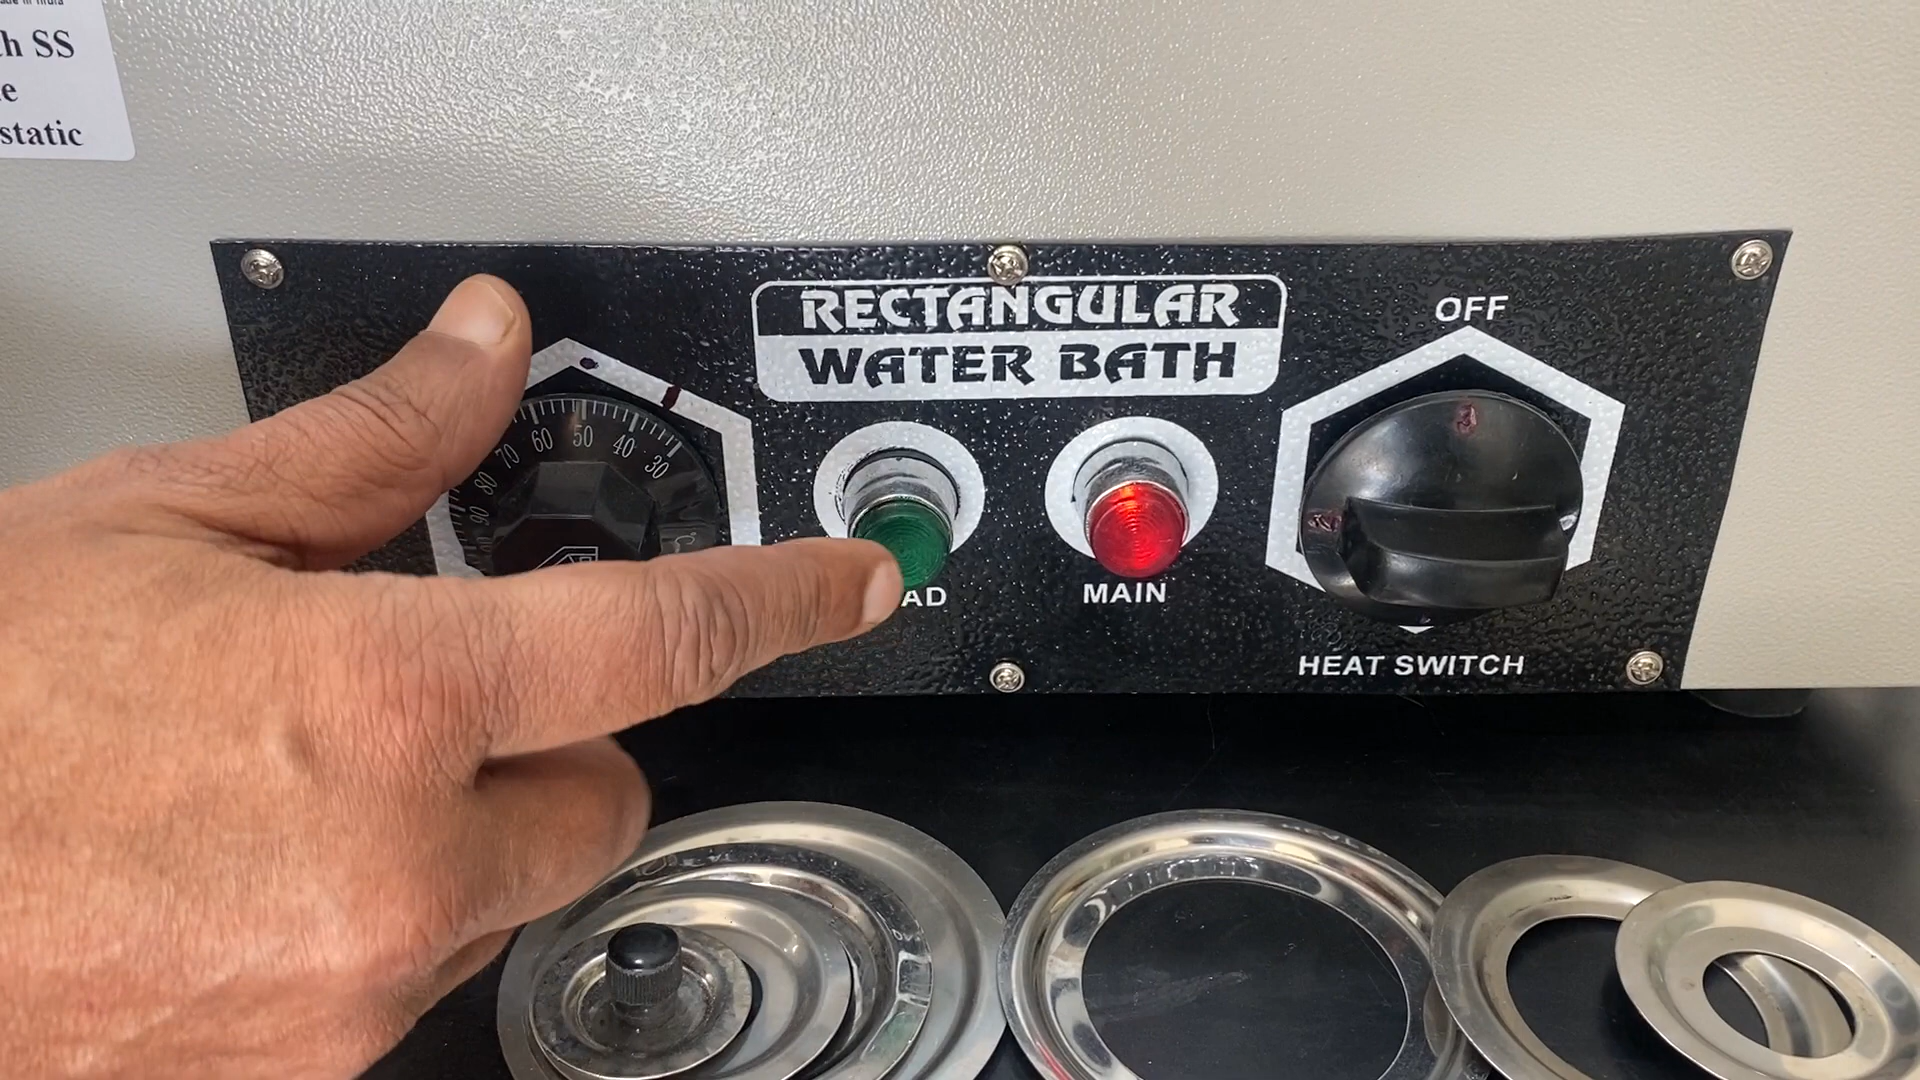 h SS
e
static
RECTANGULAR
WATER BATH
OFF
30
40
50
60
70
80
90
°C
AD
MAIN
HEAT SWITCH